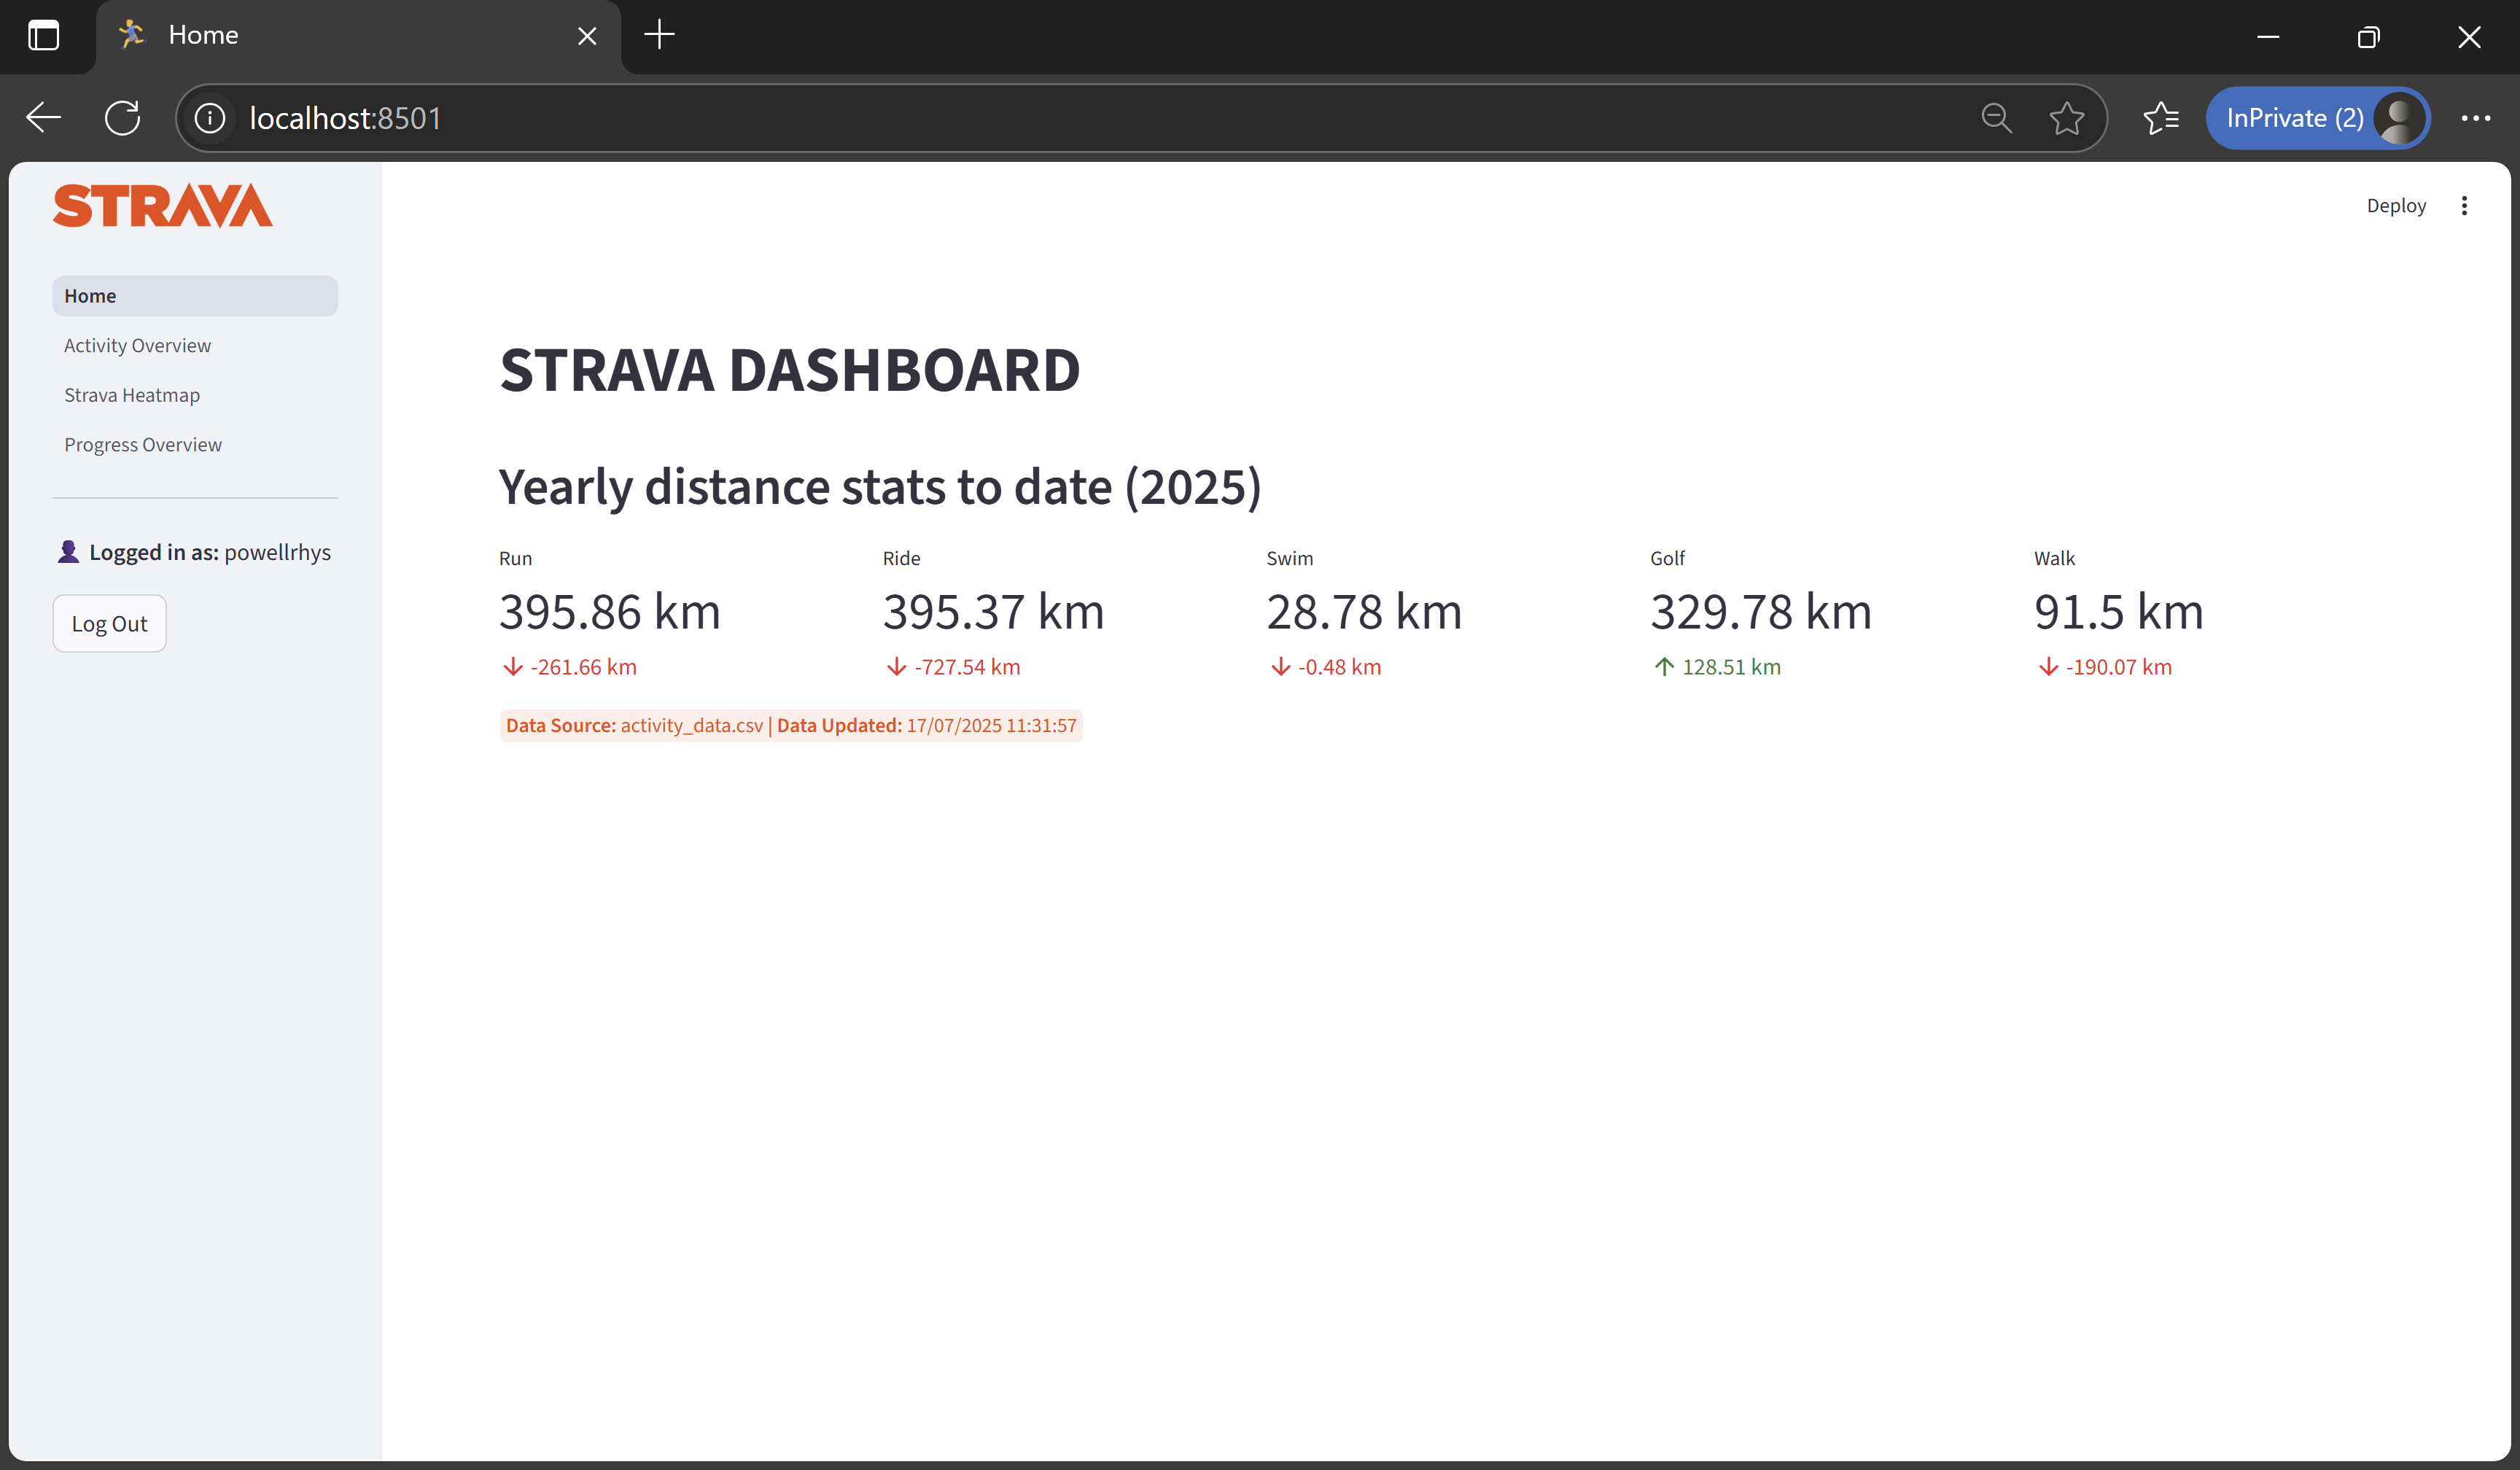 Home
localhost:8501
InPrivate (2)
STRAVA
Deploy
Home
Activity Overview
Strava Heatmap
Progress Overview
Logged in as: powellrhys
Log Out
STRAVA DASHBOARD
Yearly distance stats to date (2025)
Run
395.86 km
-261.66 km
Ride
395.37 km
-727.54 km
Swim
28.78 km
-0.48 km
Golf
329.78 km
128.51 km
Walk
91.5 km
-190.07 km
Data Source: activity_data.csv | Data Updated: 17/07/2025 11:31:57